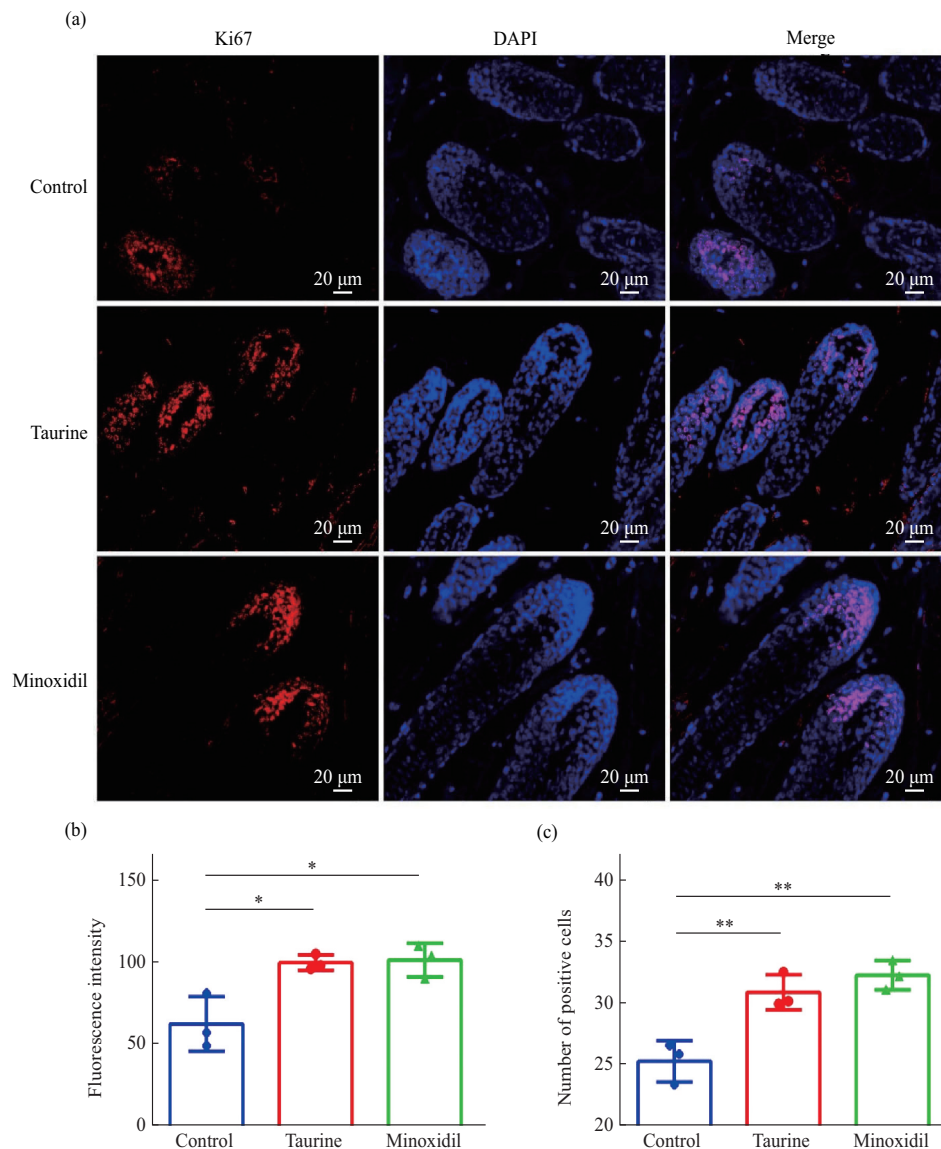 (a)
Ki67 DAPI Merge
Control
20 μm 20 μm 20 μm
Taurine
20 μm 20 μm 20 μm
Minoxidil
20 μm 20 μm 20 μm
(b)
Fluorescence intensity
150
100
50
0
* 
*
Control Taurine Minoxidil
(c)
Number of positive cells
40
35
30
25
20
**
**
Control Taurine Minoxidil